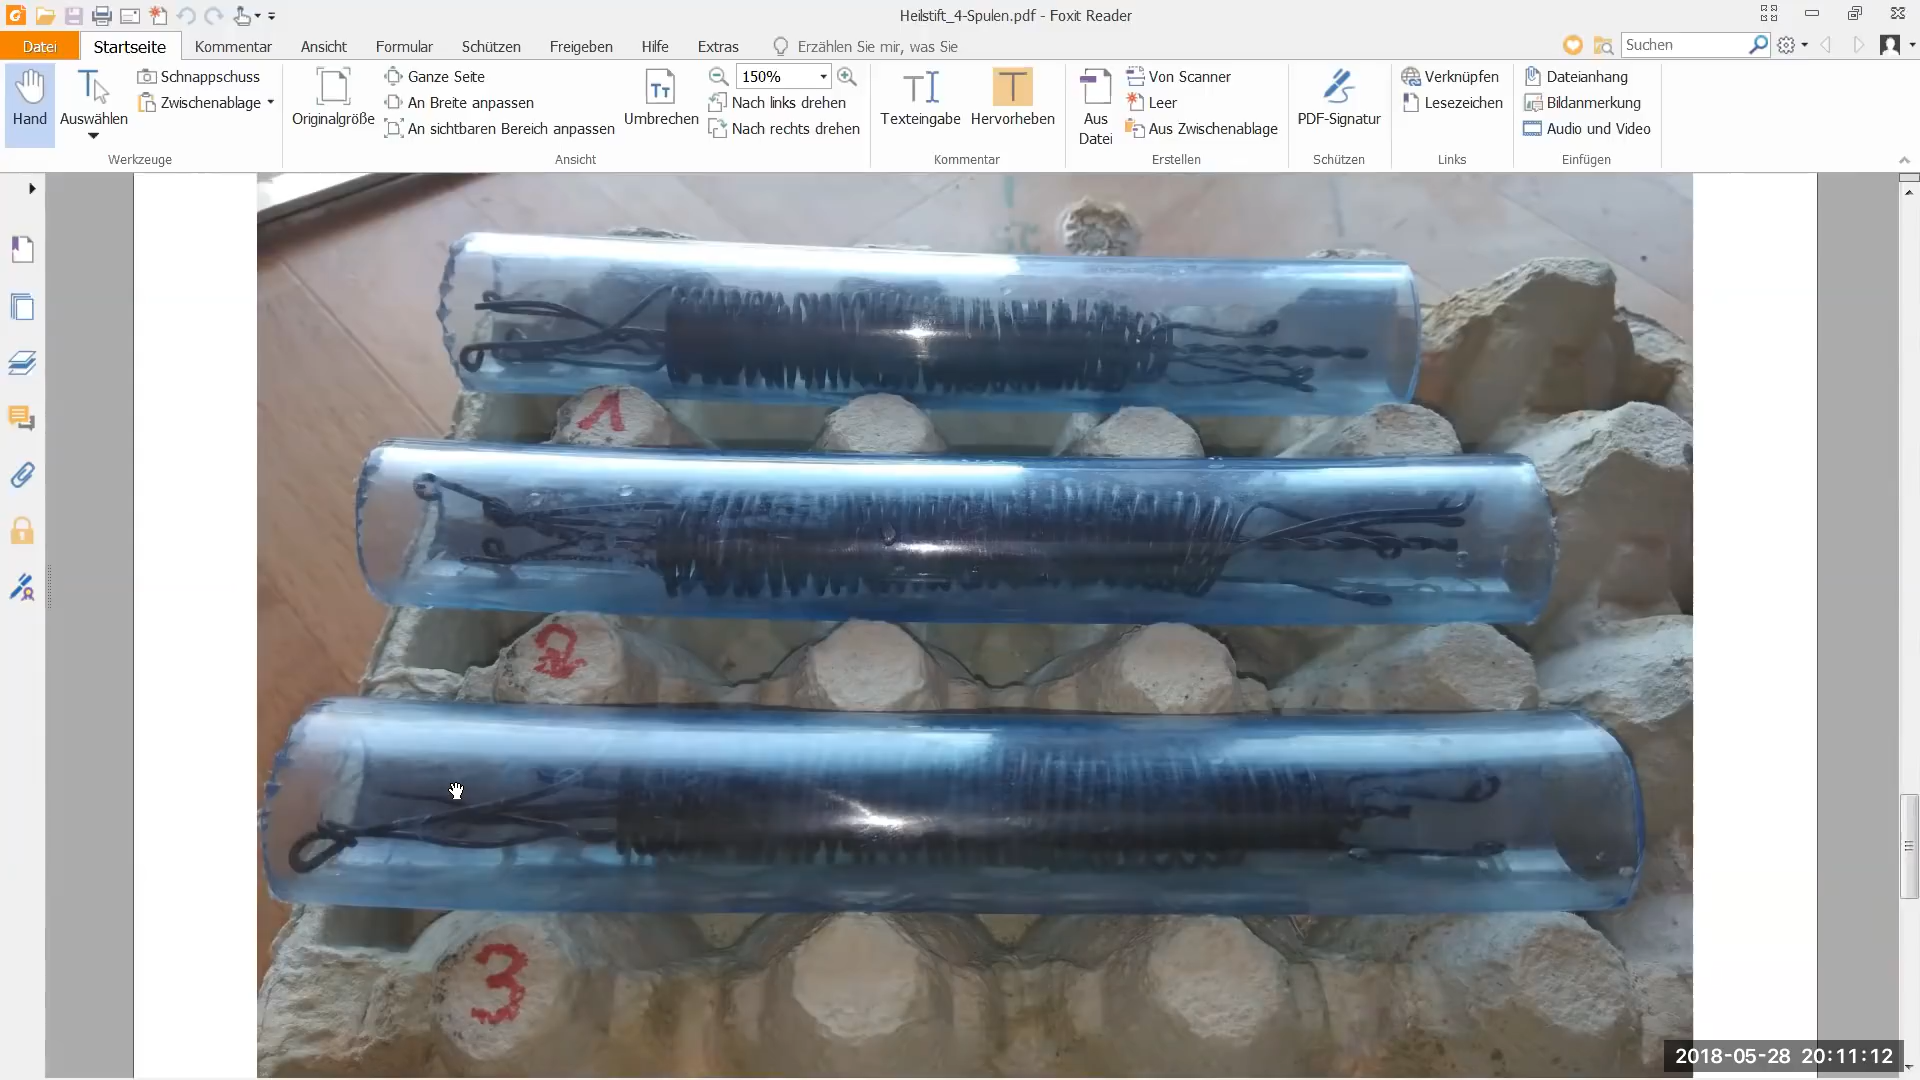 Heilstift_4-Spulen.pdf - Foxit Reader
Datei Startseite Kommentar Ansicht Formular Schützen Freigeben Hilfe Extras Erzählen Sie mir, was Sie Suchen
Hand
Auswählen
Schnappschuss
Zwischenablage
Werkzeuge
Originalgröße
Ganze Seite
An Breite anpassen
An sichtbaren Bereich anpassen
Umbrechen
150%
Nach links drehen
Nach rechts drehen
Ansicht
Texteingabe
Hervorheben
Kommentar
Aus Datei
Von Scanner
Leer
Aus Zwischenablage
Erstellen
PDF-Signatur
Schützen
Verknüpfen
Lesezeichen
Links
Dateianhang
Bildanmerkung
Audio und Video
Einfügen
1
2
3
2018-05-28 20:11:12